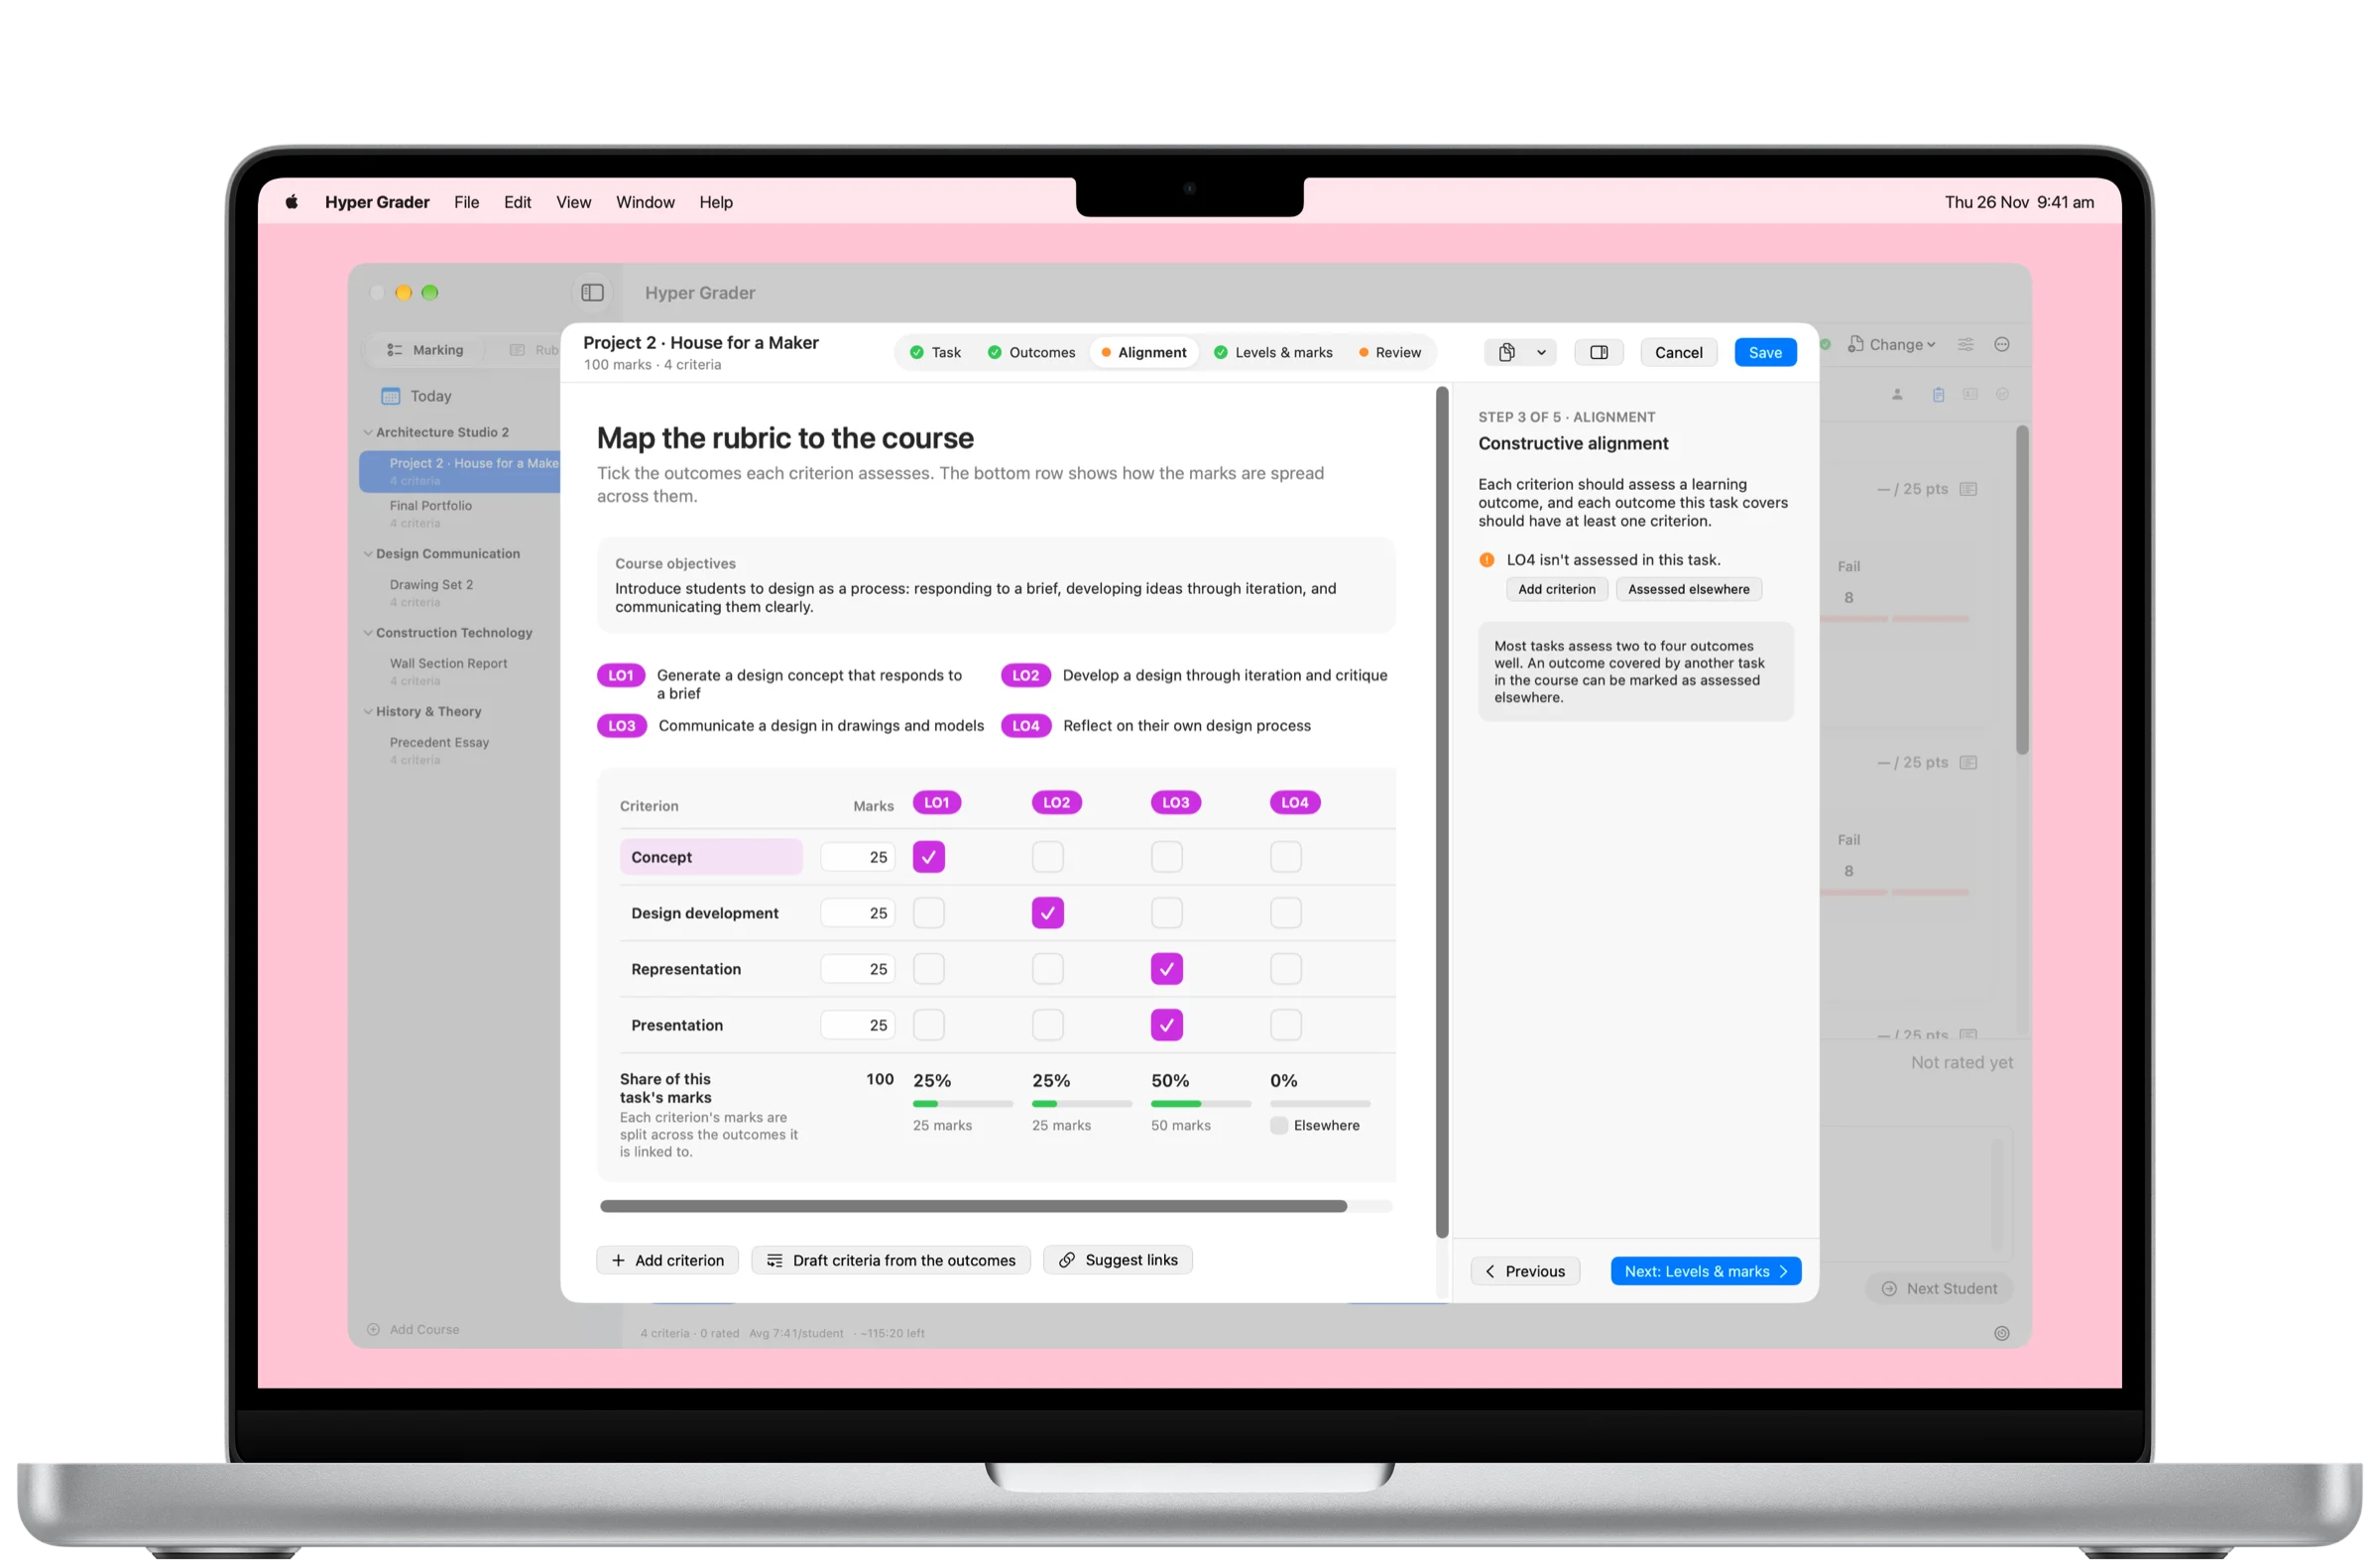 Hyper Grader File Edit View Window Help
Thu 26 Nov 9:41 am
Hyper Grader
Marking
Rub
Today
Architecture Studio 2
Project 2 · House for a Make
4 criteria
Final Portfolio
4 criteria
Design Communication
Drawing Set 2
4 criteria
Construction Technology
Wall Section Report
4 criteria
History & Theory
Precedent Essay
4 criteria
Add Course
Project 2 · House for a Maker
100 marks · 4 criteria
Task Outcomes Alignment Levels & marks Review
Cancel Save
Map the rubric to the course
Tick the outcomes each criterion assesses. The bottom row shows how the marks are spread
across them.
Course objectives
Introduce students to design as a process: responding to a brief, developing ideas through iteration, and
communicating them clearly.
LO1 Generate a design concept that responds to
a brief
LO2 Develop a design through iteration and critique
LO3 Communicate a design in drawings and models
LO4 Reflect on their own design process
Criterion Marks LO1 LO2 LO3 LO4
Concept 25
Design development 25
Representation 25
Presentation 25
Share of this
task's marks
100 25% 25% 50% 0%
Each criterion's marks are
split across the outcomes it
is linked to.
25 marks 25 marks 50 marks Elsewhere
+ Add criterion
Draft criteria from the outcomes
Suggest links
STEP 3 OF 5 · ALIGNMENT
Constructive alignment
Each criterion should assess a learning
outcome, and each outcome this task covers
should have at least one criterion.
LO4 isn't assessed in this task.
Add criterion Assessed elsewhere
Most tasks assess two to four outcomes
well. An outcome covered by another task
in the course can be marked as assessed
elsewhere.
Previous Next: Levels & marks
Change
— / 25 pts
Fail
8
— / 25 pts
Fail
8
— / 25 pts
Not rated yet
Next Student
4 criteria · 0 rated Avg 7:41/student · ~115:20 left